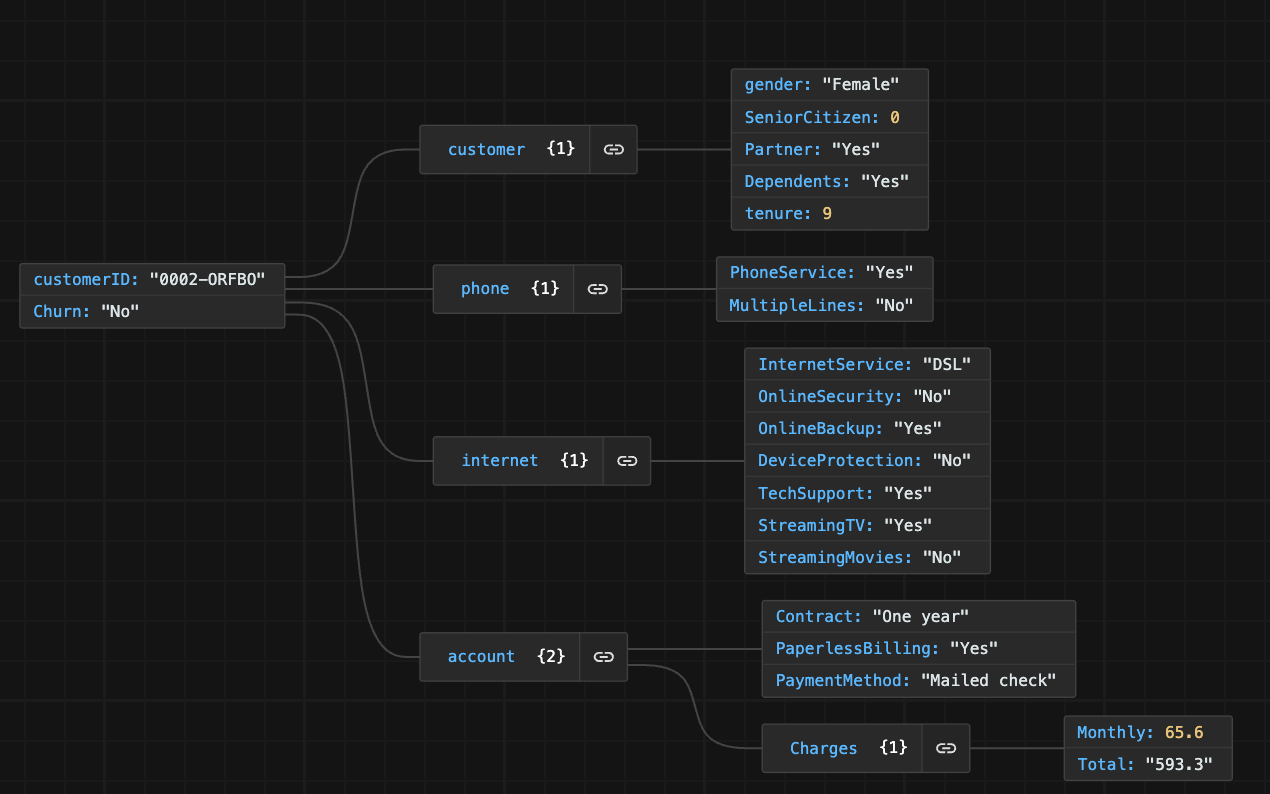 customerID: "0002-ORFBO"
Churn: "No"
customer {1}
gender: "Female"
SeniorCitizen: 0
Partner: "Yes"
Dependents: "Yes"
tenure: 9
phone {1}
PhoneService: "Yes"
MultipleLines: "No"
internet {1}
InternetService: "DSL"
OnlineSecurity: "No"
OnlineBackup: "Yes"
DeviceProtection: "No"
TechSupport: "Yes"
StreamingTV: "Yes"
StreamingMovies: "No"
account {2}
Contract: "One year"
PaperlessBilling: "Yes"
PaymentMethod: "Mailed check"
Charges {1}
Monthly: 65.6
Total: "593.3"